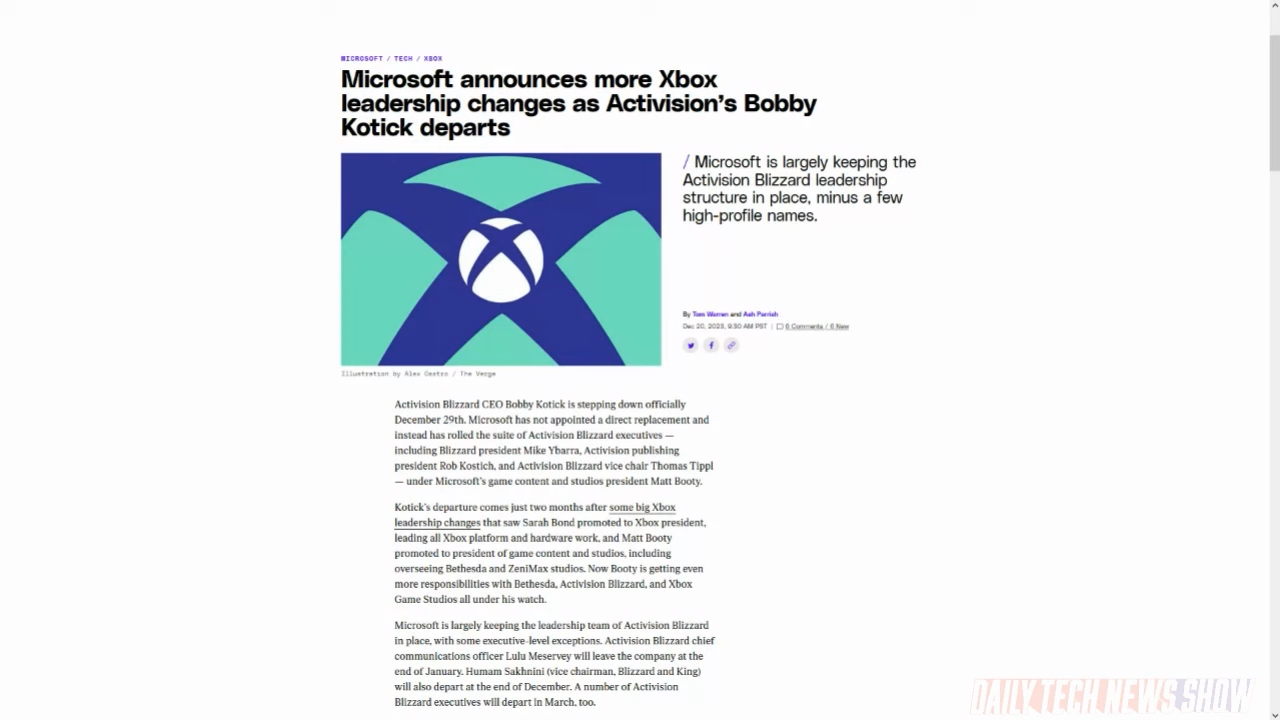 MICROSOFT / TECH / XBOX
Microsoft announces more Xbox
leadership changes as Activision's Bobby
Kotick departs
/ Microsoft is largely keeping the
Activision Blizzard leadership
structure in place, minus a few
high-profile names.
By Tom Warren and Ash Parrish
Dec 20, 2023, 9:30 AM PST | 6 Comments / 6 New
Illustration by Alex Castro / The Verge
Activision Blizzard CEO Bobby Kotick is stepping down officially
December 29th. Microsoft has not appointed a direct replacement and
instead has rolled the suite of Activision Blizzard executives —
including Blizzard president Mike Ybarra, Activision publishing
president Rob Kostich, and Activision Blizzard vice chair Thomas Tippl
— under Microsoft's game content and studios president Matt Booty.
Kotick's departure comes just two months after some big Xbox
leadership changes that saw Sarah Bond promoted to Xbox president,
leading all Xbox platform and hardware work, and Matt Booty
promoted to president of game content and studios, including
overseeing Bethesda and ZeniMax studios. Now Booty is getting even
more responsibilities with Bethesda, Activision Blizzard, and Xbox
Game Studios all under his watch.
Microsoft is largely keeping the leadership team of Activision Blizzard
in place, with some executive-level exceptions. Activision Blizzard chief
communications officer Lulu Meservey will leave the company at the
end of January. Humam Sakhnini (vice chairman, Blizzard and King)
will also depart at the end of December. A number of Activision
Blizzard executives will depart in March, too.
DAILY TECH NEWS SHOW